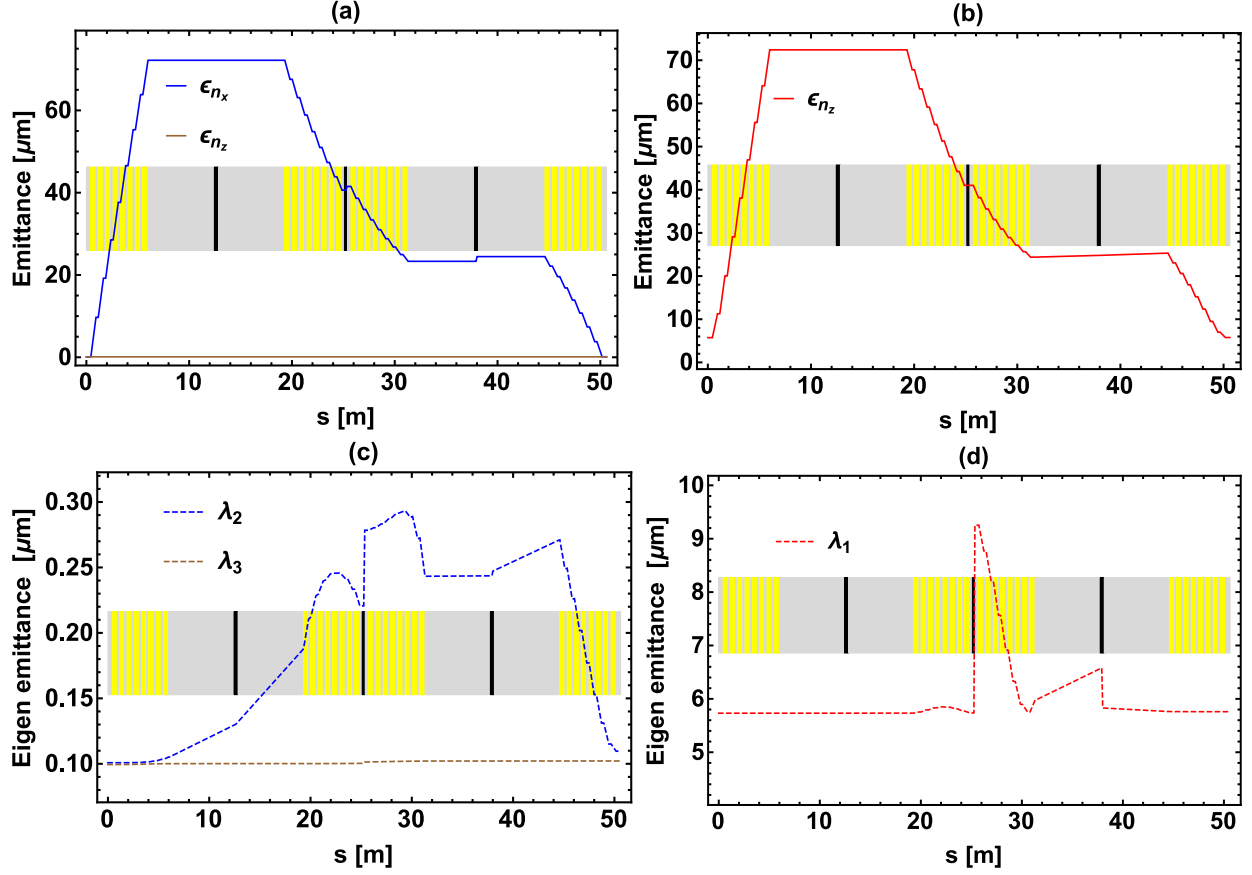 (a)
Emittance [μm]
60
40
20
0
ϵnx
ϵnz
0 10 20 30 40 50
s [m]
(b)
Emittance [μm]
70
60
50
40
30
20
10
0
ϵnz
0 10 20 30 40 50
s [m]
(c)
Eigen emittance [μm]
0.30
0.25
0.20
0.15
0.10
λ2
λ3
0 10 20 30 40 50
s [m]
(d)
Eigen emittance [μm]
10
9
8
7
6
5
λ1
0 10 20 30 40 50
s [m]